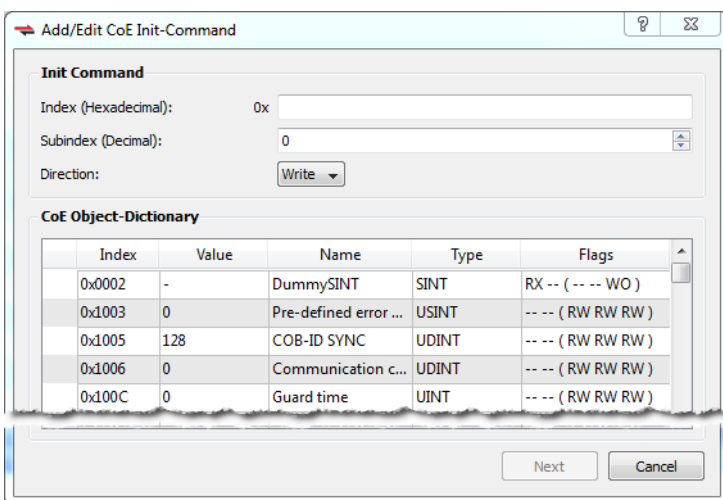 Add/Edit CoE Init-Command
Init Command
Index (Hexadecimal): 0x
Subindex (Decimal): 0
Direction: Write
CoE Object-Dictionary
Index Value Name Type Flags
0x0002 - DummySINT SINT RX -- ( -- -- WO )
0x1003 0 Pre-defined error ... USINT -- -- ( RW RW RW )
0x1005 128 COB-ID SYNC UDINT -- -- ( RW RW RW )
0x1006 0 Communication c... UDINT -- -- ( RW RW RW )
0x100C 0 Guard time UINT -- -- ( RW RW RW )
Next Cancel